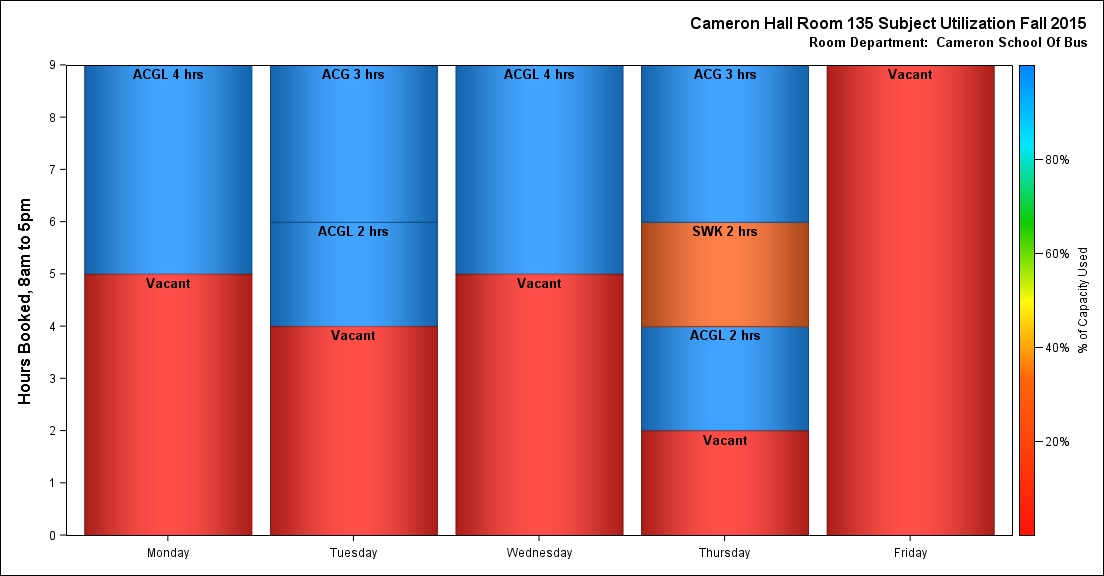 Cameron Hall Room 135 Subject Utilization Fall 2015
Room Department:  Cameron School Of Bus
Hours Booked, 8am to 5pm
9
8
7
6
5
4
3
2
1
0
ACGL 4 hrs
Vacant
ACG 3 hrs
ACGL 2 hrs
Vacant
ACGL 4 hrs
Vacant
ACG 3 hrs
SWK 2 hrs
ACGL 2 hrs
Vacant
Vacant
Monday
Tuesday
Wednesday
Thursday
Friday
80%
60%
40%
20%
% of Capacity Used